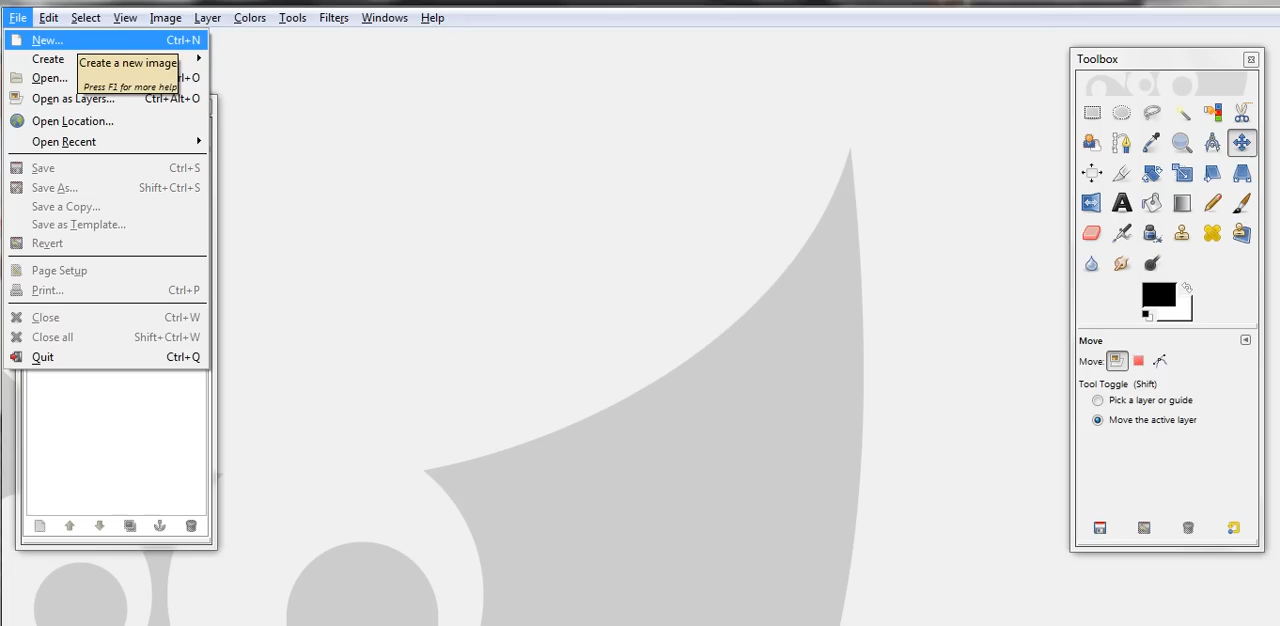 File Edit Select View Image Layer Colors Tools Filters Windows Help
New... Ctrl+N
Create
Create a new image
Press F1 for more help
Open... rl+O
Open as Layers... Ctrl+Alt+O
Open Location...
Open Recent
Save Ctrl+S
Save As... Shift+Ctrl+S
Save a Copy...
Save as Template...
Revert
Page Setup
Print... Ctrl+P
Close Ctrl+W
Close all Shift+Ctrl+W
Quit Ctrl+Q
Toolbox
Move
Move:
Tool Toggle (Shift)
Pick a layer or guide
Move the active layer